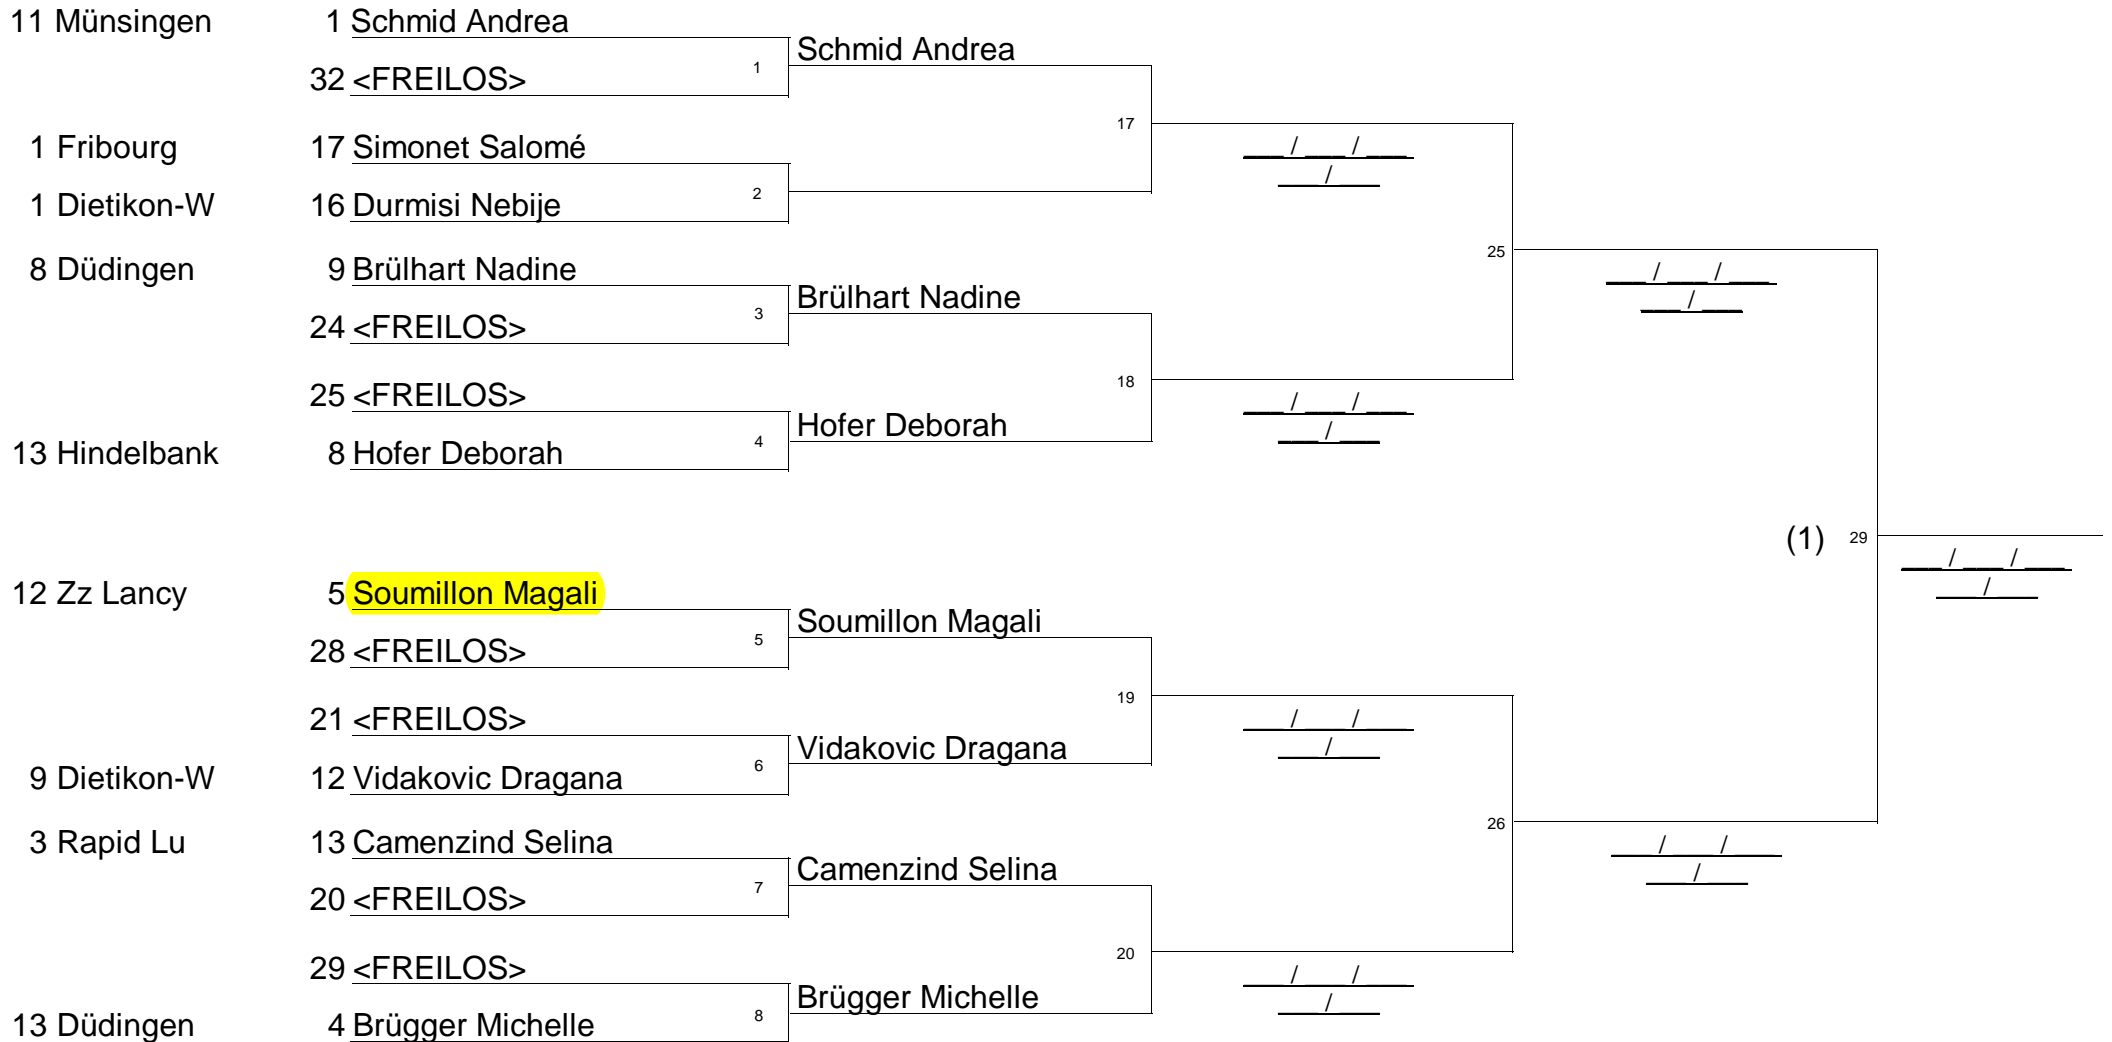 11 Münsingen 1 Schmid Andrea
Schmid Andrea
32 <FREILOS> 1
17
1 Fribourg 17 Simonet Salomé ___ / ___ / ___
___ / ___
2
1 Dietikon-W 16 Durmisi Nebije
25
8 Düdingen 9 Brülhart Nadine ___ / ___ / ___
Brülhart Nadine ___ / ___
24 <FREILOS> 3
18
25 <FREILOS> ___ / ___ / ___
Hofer Deborah ___ / ___
4
13 Hindelbank 8 Hofer Deborah
(1) 29
___ / ___ / ___
12 Zz Lancy 5 Soumillon Magali ___ / ___
Soumillon Magali
28 <FREILOS> 5
19
21 <FREILOS> ___ / ___ / ___
Vidakovic Dragana ___ / ___
6
9 Dietikon-W 12 Vidakovic Dragana
26
3 Rapid Lu 13 Camenzind Selina ___ / ___ / ___
Camenzind Selina ___ / ___
7
20 <FREILOS>
20
29 <FREILOS> ___ / ___ / ___
Brügger Michelle ___ / ___
8
13 Düdingen 4 Brügger Michelle